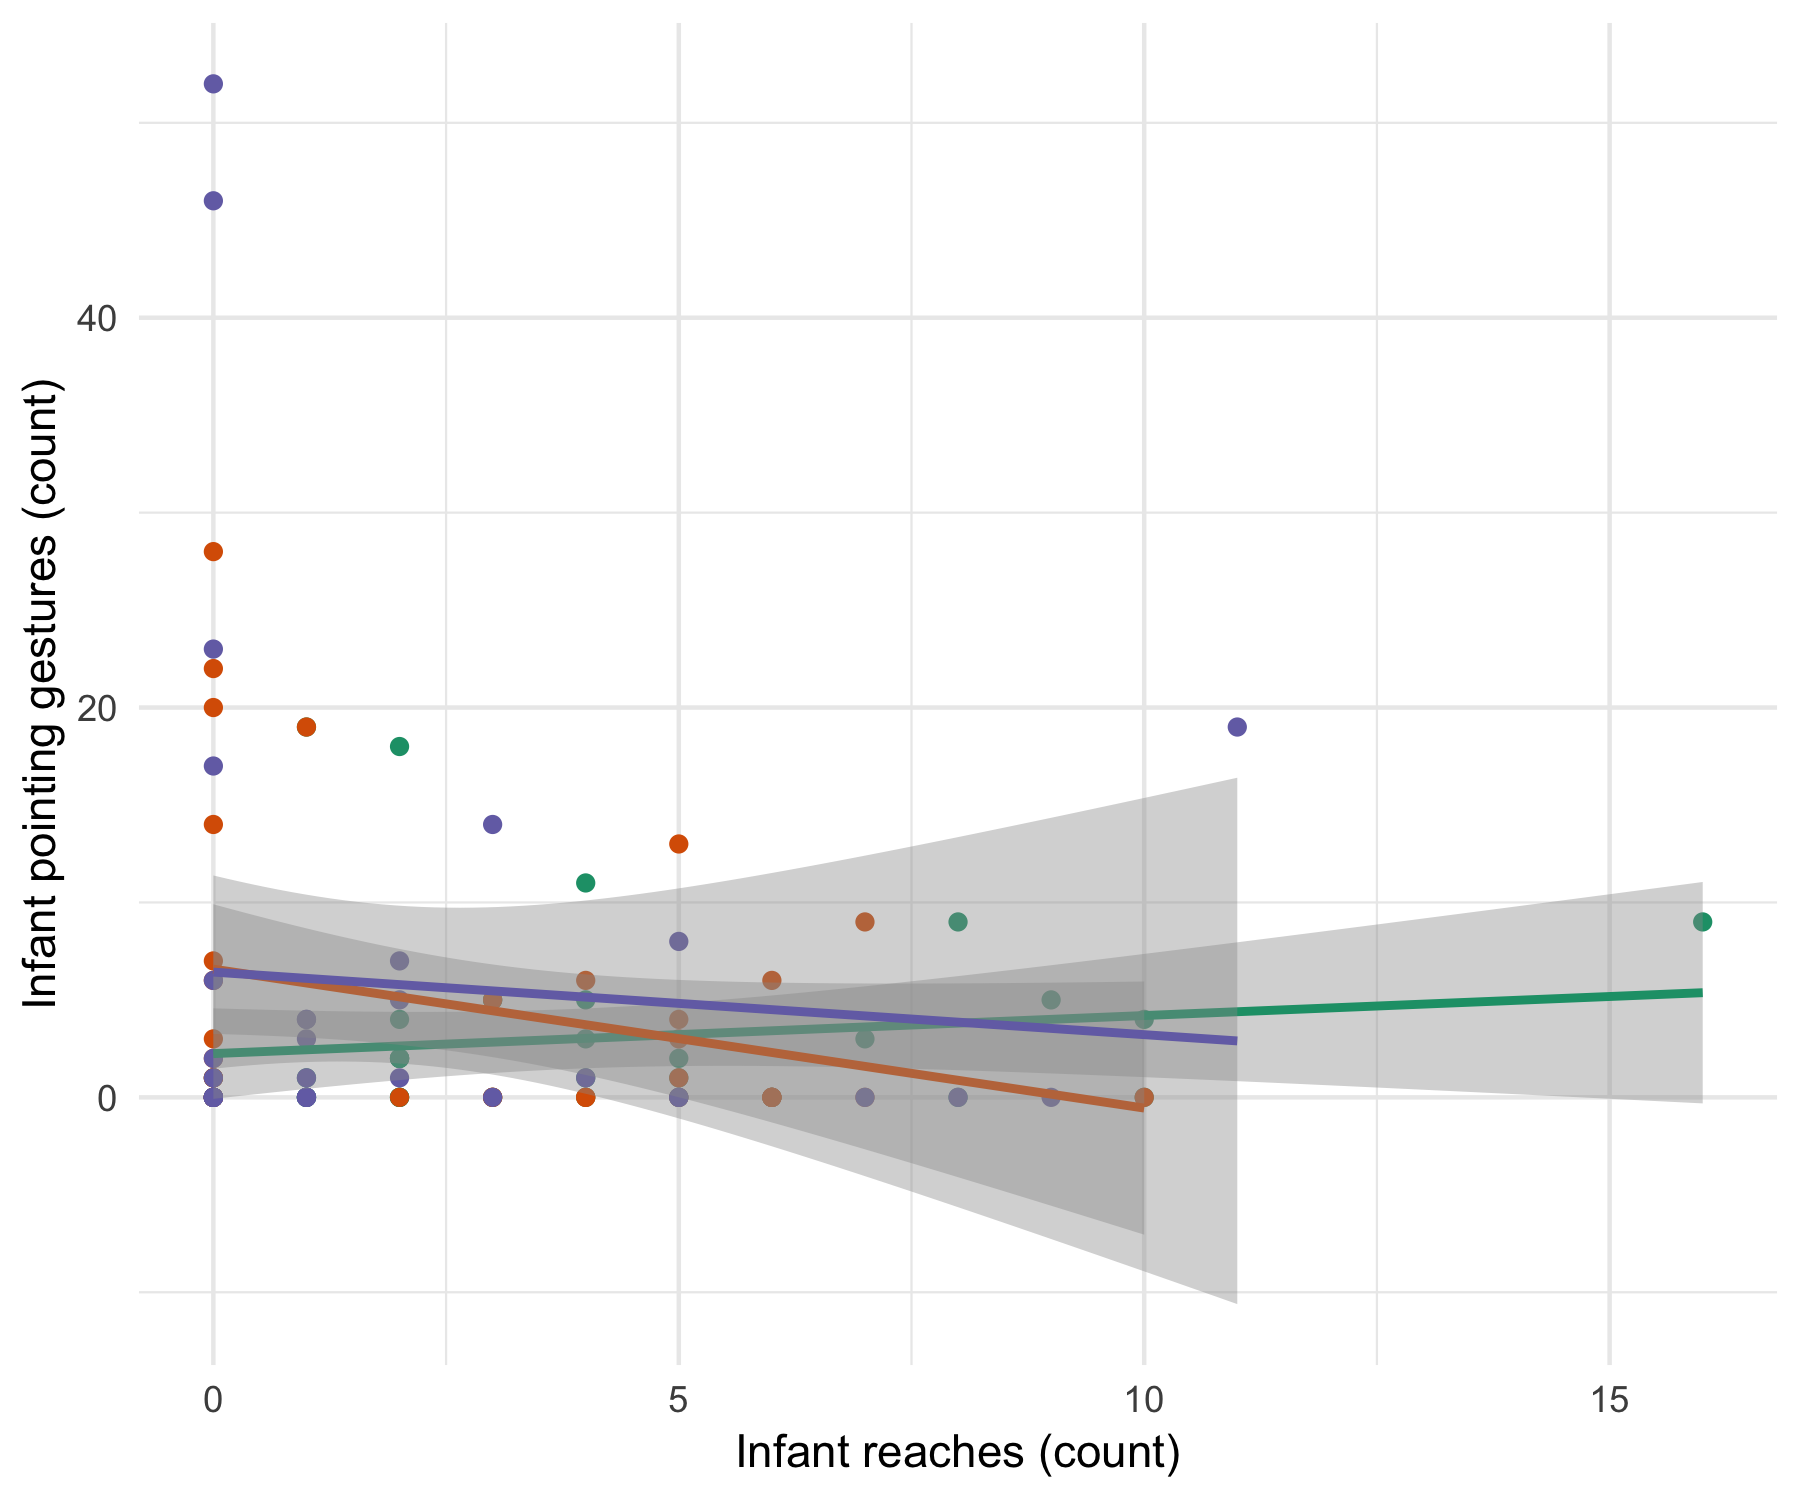 Infant pointing gestures (count)
40
20
0
0 5 10 15
Infant reaches (count)